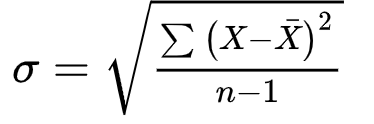 σ = √(∑(X−X̄)²/(n−1))